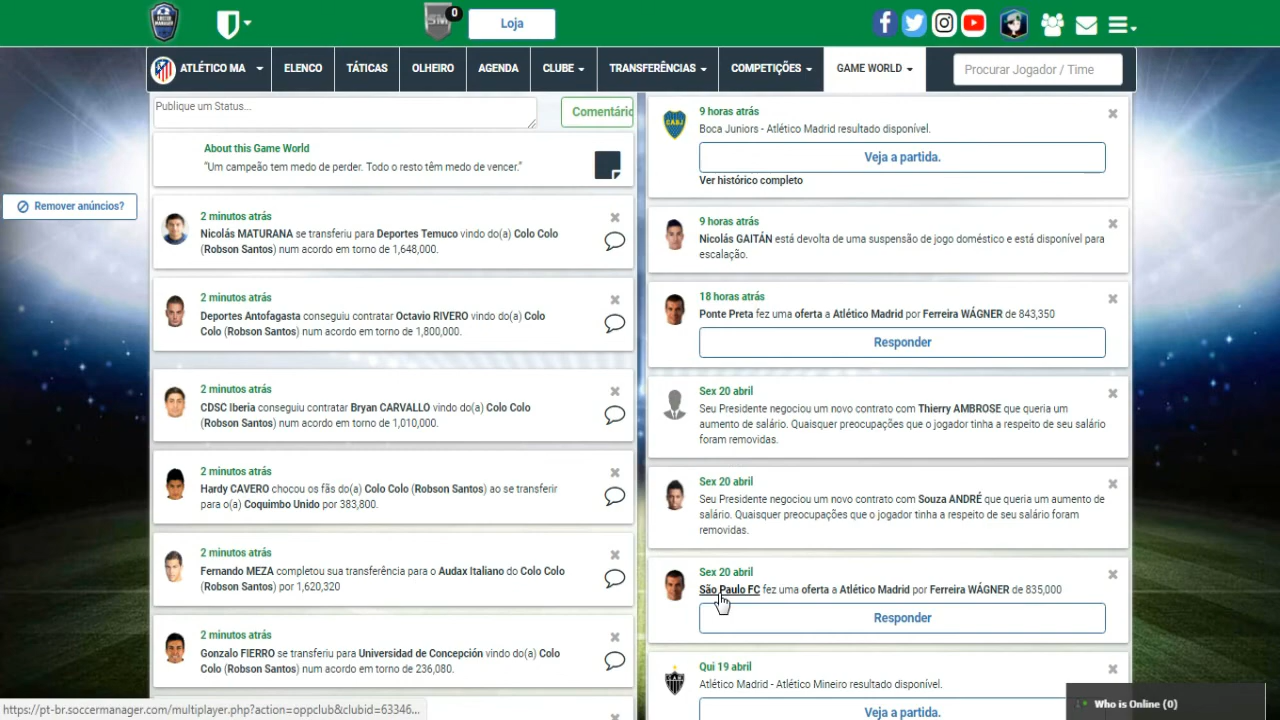 SM
0
Loja
ATLÉTICO MA
ELENCO
TÁTICAS
OLHEIRO
AGENDA
CLUBE
TRANSFERÊNCIAS
COMPETIÇÕES
GAME WORLD
Procurar Jogador / Time
Publique um Status...
Comentário
About this Game World
“Um campeão tem medo de perder. Todo o resto têm medo de vencer.”
Remover anúncios?
2 minutos atrás
Nicolás MATURANA se transferiu para Deportes Temuco vindo do(a) Colo Colo
(Robson Santos) num acordo em torno de 1,648,000.
2 minutos atrás
Deportes Antofagasta conseguiu contratar Octavio RIVERO vindo do(a) Colo
Colo (Robson Santos) num acordo em torno de 1,800,000.
2 minutos atrás
CDSC Iberia conseguiu contratar Bryan CARVALLO vindo do(a) Colo Colo
(Robson Santos) num acordo em torno de 1,010,000.
2 minutos atrás
Hardy CAVERO chocou os fãs do(a) Colo Colo (Robson Santos) ao se transferir
para o(a) Coquimbo Unido por 383,800.
2 minutos atrás
Fernando MEZA completou sua transferência para o Audax Italiano do Colo Colo
(Robson Santos) por 1,620,320
2 minutos atrás
Gonzalo FIERRO se transferiu para Universidad de Concepción vindo do(a) Colo
Colo (Robson Santos) num acordo em torno de 236,080.
9 horas atrás
Boca Juniors - Atlético Madrid resultado disponível.
Veja a partida.
Ver histórico completo
9 horas atrás
Nicolás GAITÁN está devolta de uma suspensão de jogo doméstico e está disponível para
escalação.
18 horas atrás
Ponte Preta fez uma oferta a Atlético Madrid por Ferreira WÁGNER de 843,350
Responder
Sex 20 abril
Seu Presidente negociou um novo contrato com Thierry AMBROSE que queria um
aumento de salário. Quaisquer preocupações que o jogador tinha a respeito de seu salário
foram removidas.
Sex 20 abril
Seu Presidente negociou um novo contrato com Souza ANDRÉ que queria um aumento de
salário. Quaisquer preocupações que o jogador tinha a respeito de seu salário foram
removidas.
Sex 20 abril
São Paulo FC fez uma oferta a Atlético Madrid por Ferreira WÁGNER de 835,000
Responder
Qui 19 abril
Atlético Madrid - Atlético Mineiro resultado disponível.
Veja a partida.
Who is Online (0)
https://pt-br.soccermanager.com/multiplayer.php?action=oppclub&clubid=63346...